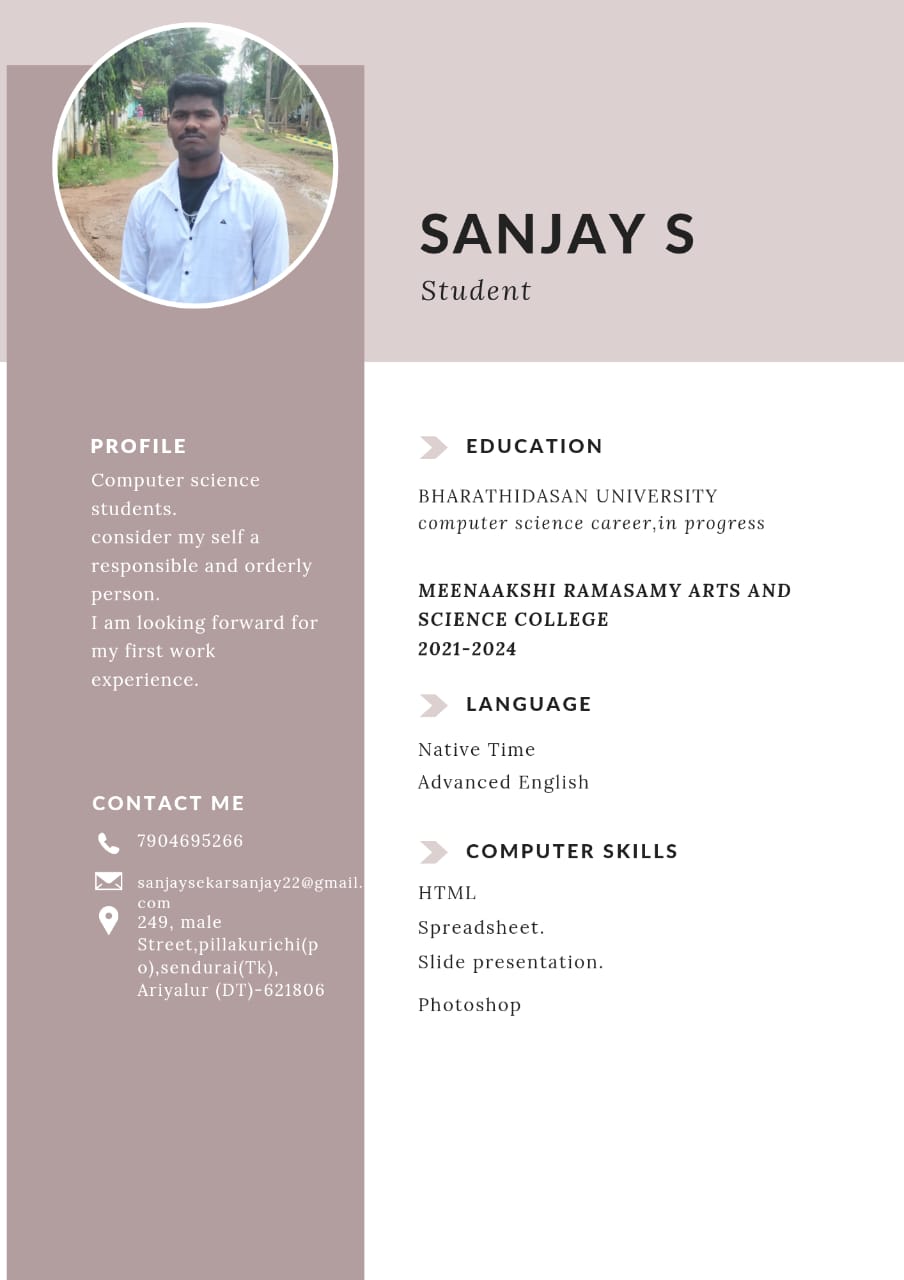 SANJAY S
Student
PROFILE
Computer science
students.
consider my self a
responsible and orderly
person.
I am looking forward for
my first work
experience.
CONTACT ME
7904695266
sanjaysekarsanjay22@gmail.
com
249, male
Street,pillakurichi(p
o),sendurai(Tk),
Ariyalur (DT)-621806
EDUCATION
BHARATHIDASAN UNIVERSITY
computer science career,in progress
MEENAAKSHI RAMASAMY ARTS AND
SCIENCE COLLEGE
2021-2024
LANGUAGE
Native Time
Advanced English
COMPUTER SKILLS
HTML
Spreadsheet.
Slide presentation.
Photoshop